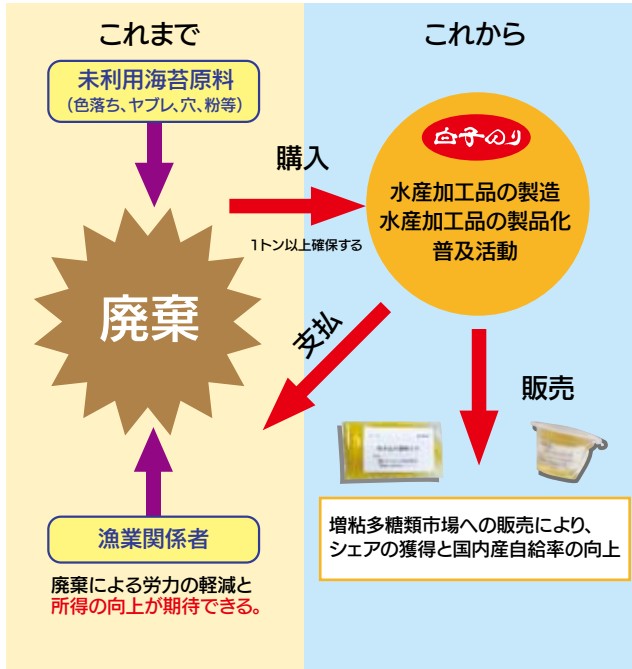 これまで
これから
未利用海苔原料
(色落ち、ヤブレ、穴、粉等)
白子のり
購入
水産加工品の製造
水産加工品の製品化
普及活動
1トン以上確保する
廃棄
支払
販売
漁業関係者
増粘多糖類市場への販売により、
シェアの獲得と国内産自給率の向上
廃棄による労力の軽減と
所得の向上が期待できる。